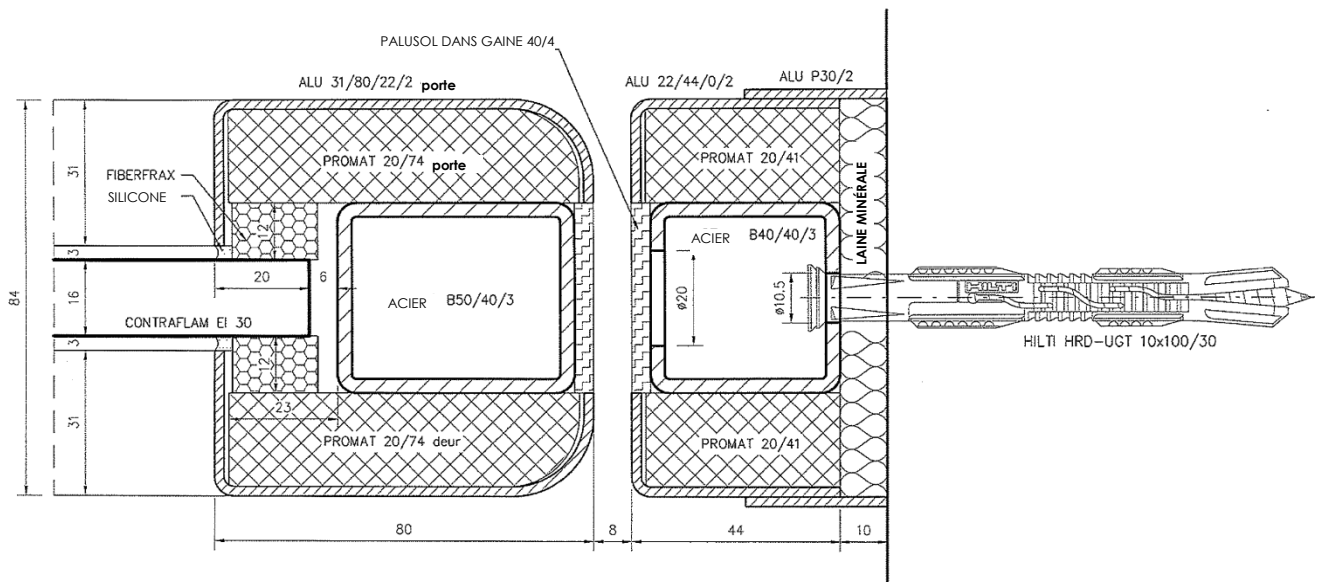 PALUSOL DANS GAINE 40/4
ALU 31/80/22/2 porte
ALU 22/44/0/2
ALU P30/2
PROMAT 20/74 porte
PROMAT 20/41
FIBERFRAX
SILICONE
LAINE MINÉRALE
84
31
3
16
3
31
12
20
6
ACIER B50/40/3
ACIER B40/40/3
ø20
ø10.5
HILTI
CONTRAFLAM EI 30
HILTI HRD-UGT 10x100/30
12
23
PROMAT 20/74 deur
PROMAT 20/41
80
8
44
10